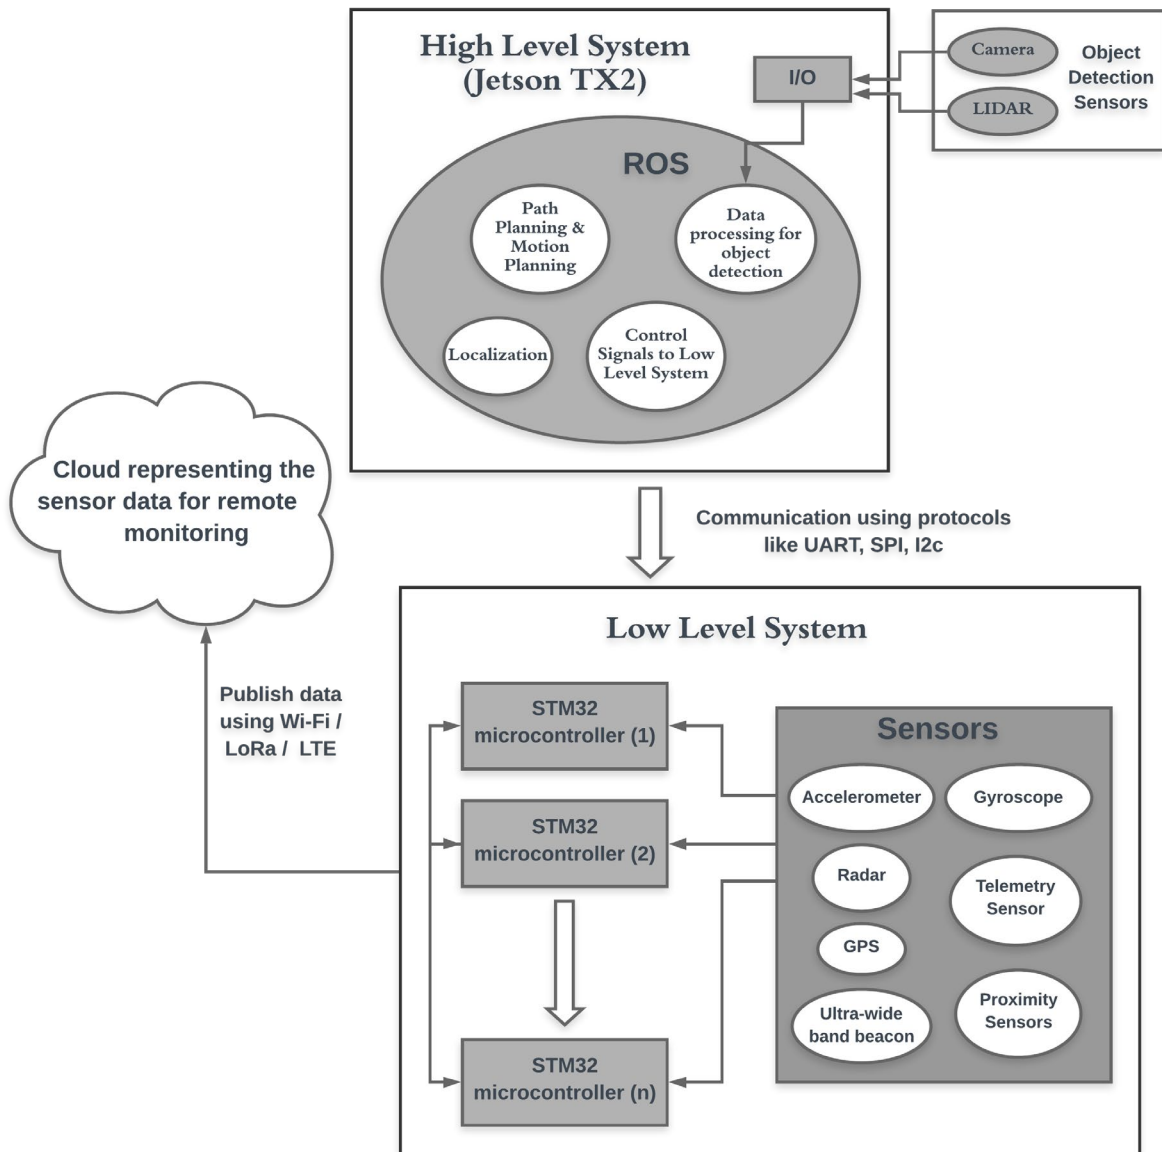 High Level System
(Jetson TX2)
I/O
Camera
LIDAR
Object
Detection
Sensors
ROS
Path
Planning &
Motion
Planning
Data
processing for
object
detection
Localization
Control
Signals to Low
Level System
Cloud representing the
sensor data for remote
monitoring
Communication using protocols
like UART, SPI, I2c
Publish data
using Wi-Fi /
LoRa / LTE
Low Level System
STM32
microcontroller (1)
STM32
microcontroller (2)
STM32
microcontroller (n)
Sensors
Accelerometer
Gyroscope
Radar
Telemetry
Sensor
GPS
Ultra-wide
band beacon
Proximity
Sensors